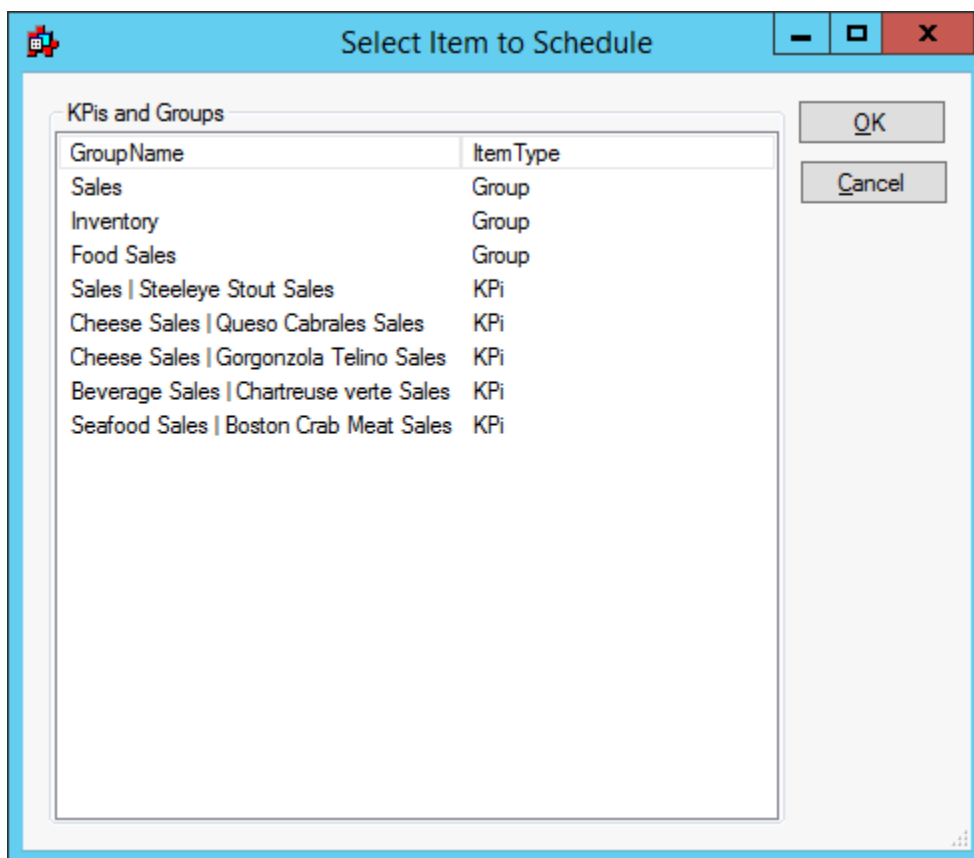 Select Item to Schedule
KPis and Groups
OK
Cancel
GroupName ItemType
Sales Group
Inventory Group
Food Sales Group
Sales | Steeleye Stout Sales KPi
Cheese Sales | Queso Cabrales Sales KPi
Cheese Sales | Gorgonzola Telino Sales KPi
Beverage Sales | Chartreuse verte Sales KPi
Seafood Sales | Boston Crab Meat Sales KPi